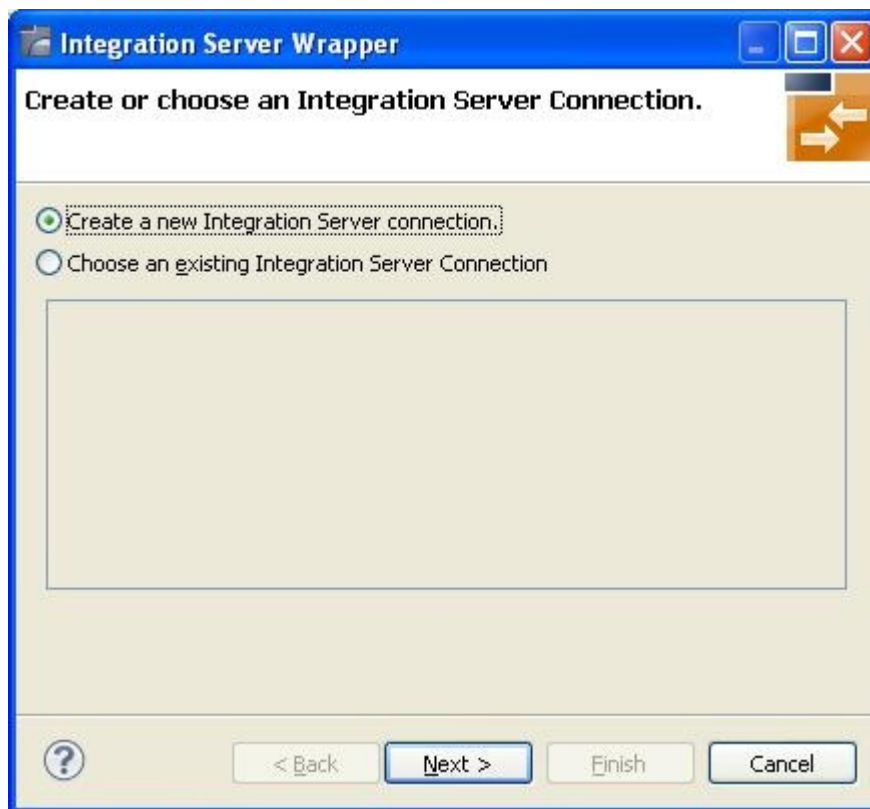 Integration Server Wrapper
Create or choose an Integration Server Connection.
Create a new Integration Server connection.
Choose an existing Integration Server Connection
?
< Back
Next >
Finish
Cancel